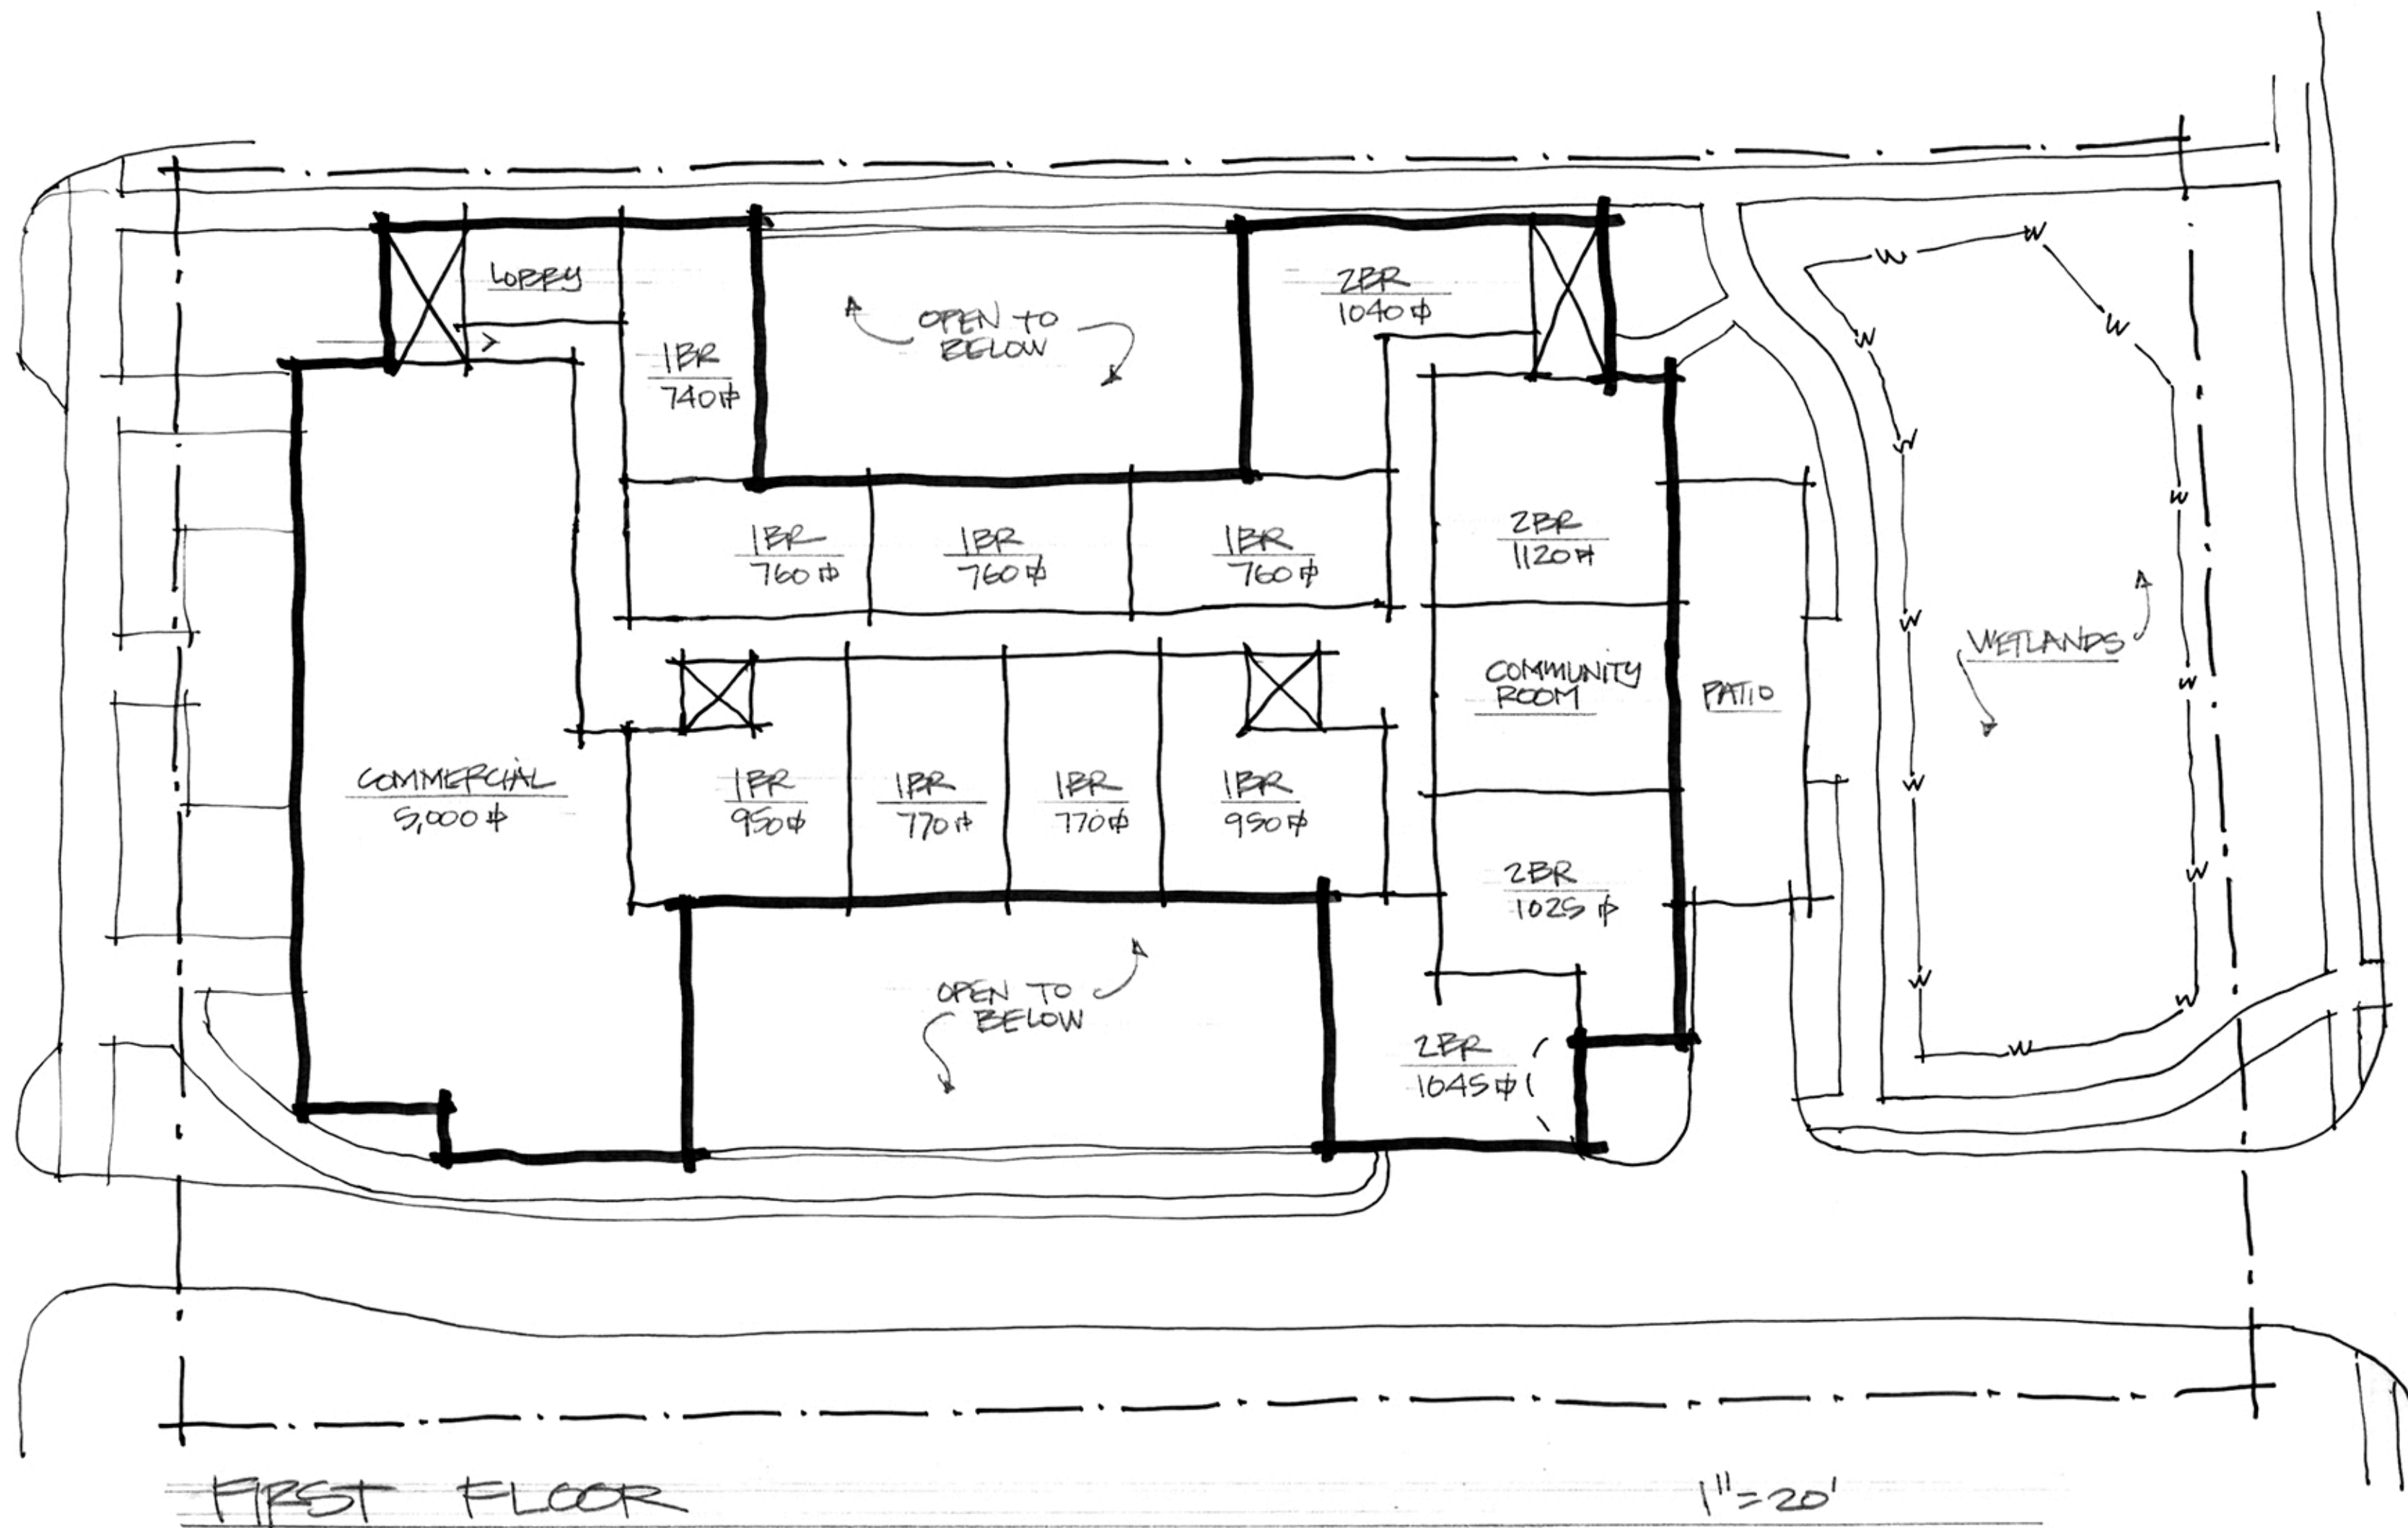 LOBBY
2BR
1040 ⏍
OPEN TO
BELOW
1BR
740 ⏍
1BR
760 ⏍
1BR
760 ⏍
1BR
760 ⏍
2BR
1120 ⏍
COMMUNITY
ROOM
PATIO
WETLANDS
W
W
W
W
W
W
W
W
W
W
W
W
W
W
COMMERCIAL
5,000 ⏍
1BR
950 ⏍
1BR
770 ⏍
1BR
770 ⏍
1BR
950 ⏍
2BR
1025 ⏍
OPEN TO
BELOW
2BR
1045 ⏍
FIRST FLOOR
1"=20'